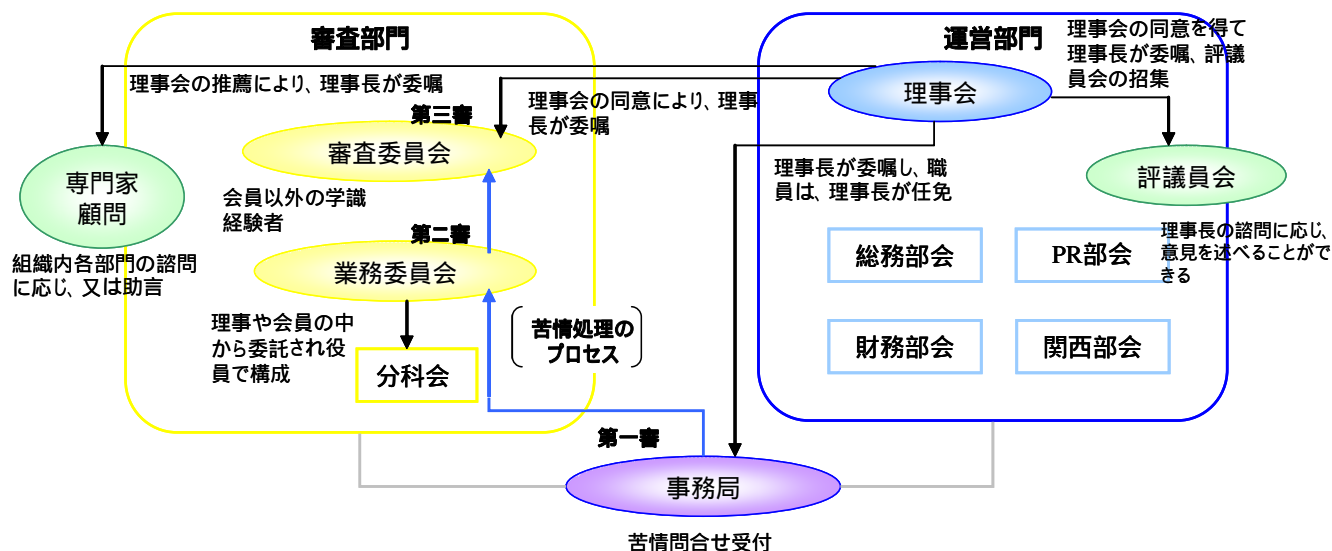 審査部門
理事会の推薦により、理事長が委嘱
第三審
審査委員会
理事会の同意により、理事
長が委嘱
会員以外の学識
経験者
第二審
業務委員会
理事や会員の中
から委託され役
員で構成
分科会
苦情処理の
プロセス
専門家
顧問
組織内各部門の諮問
に応じ、又は助言
運営部門
理事会の同意を得て
理事長が委嘱、評議
員会の招集
理事会
理事長が委嘱し、職
員は、理事長が任免
評議員会
理事長の諮問に応じ、
意見を述べることがで
きる
総務部会
PR部会
財務部会
関西部会
第一審
事務局
苦情問合せ受付